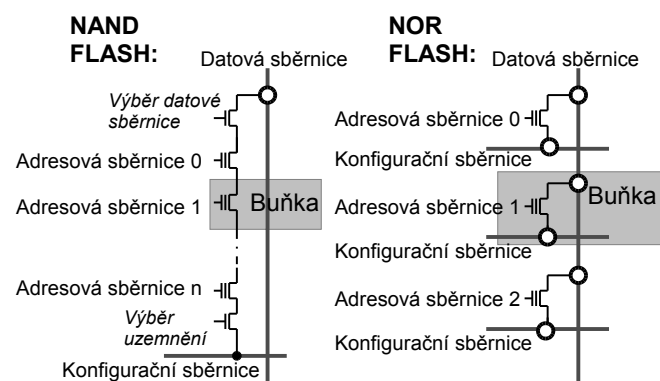 NAND
FLASH:
Datová sběrnice
Výběr datové
sběrnice
Adresová sběrnice 0
Adresová sběrnice 1
Buňka
Adresová sběrnice n
Výběr
uzemnění
Konfigurační sběrnice
NOR
FLASH:
Datová sběrnice
Adresová sběrnice 0
Konfigurační sběrnice
Adresová sběrnice 1
Buňka
Konfigurační sběrnice
Adresová sběrnice 2
Konfigurační sběrnice